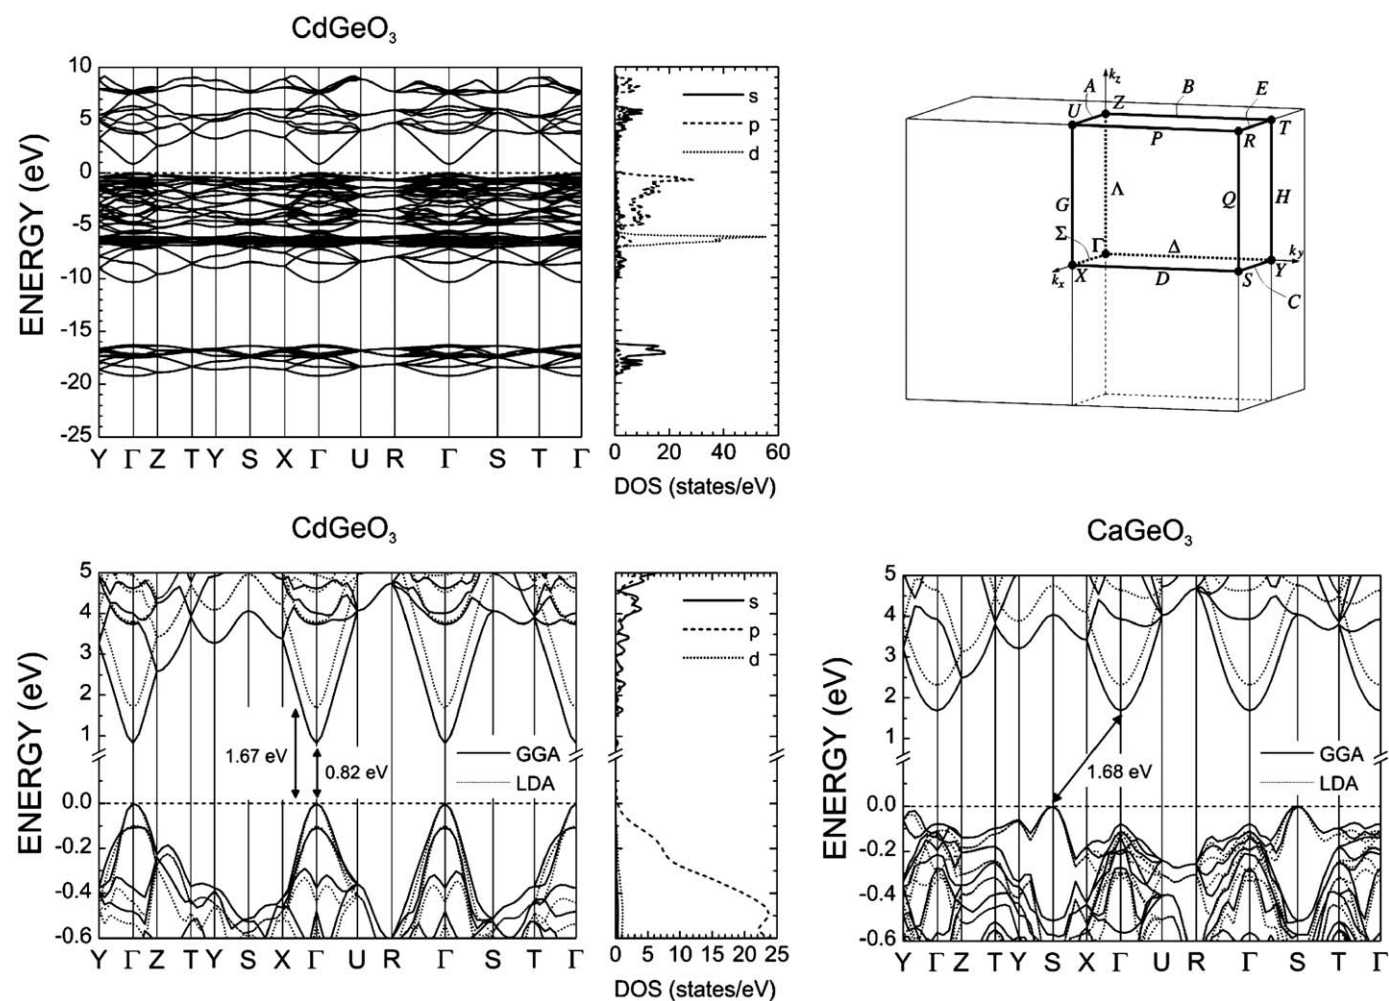 CdGeO₃
ENERGY (eV)
10
5
0
-5
-10
-15
-20
-25
Y Γ Z T Y S X Γ U R Γ S T Γ
s
p
d
0 20 40 60
DOS (states/eV)
k_z
A
B
E
U
Z
P
R
T
G
Λ
Q
H
Σ
Γ
Δ
k_y
X
k_x
D
S
Y
C
CdGeO₃
ENERGY (eV)
5
4
3
2
1
0.0
-0.2
-0.4
-0.6
1.67 eV
0.82 eV
GGA
LDA
Y Γ Z T Y S X Γ U R Γ S T Γ
s
p
d
0 5 10 15 20 25
DOS (states/eV)
CaGeO₃
ENERGY (eV)
5
4
3
2
1
0.0
-0.2
-0.4
-0.6
1.68 eV
GGA
LDA
Y Γ Z T Y S X Γ U R Γ S T Γ